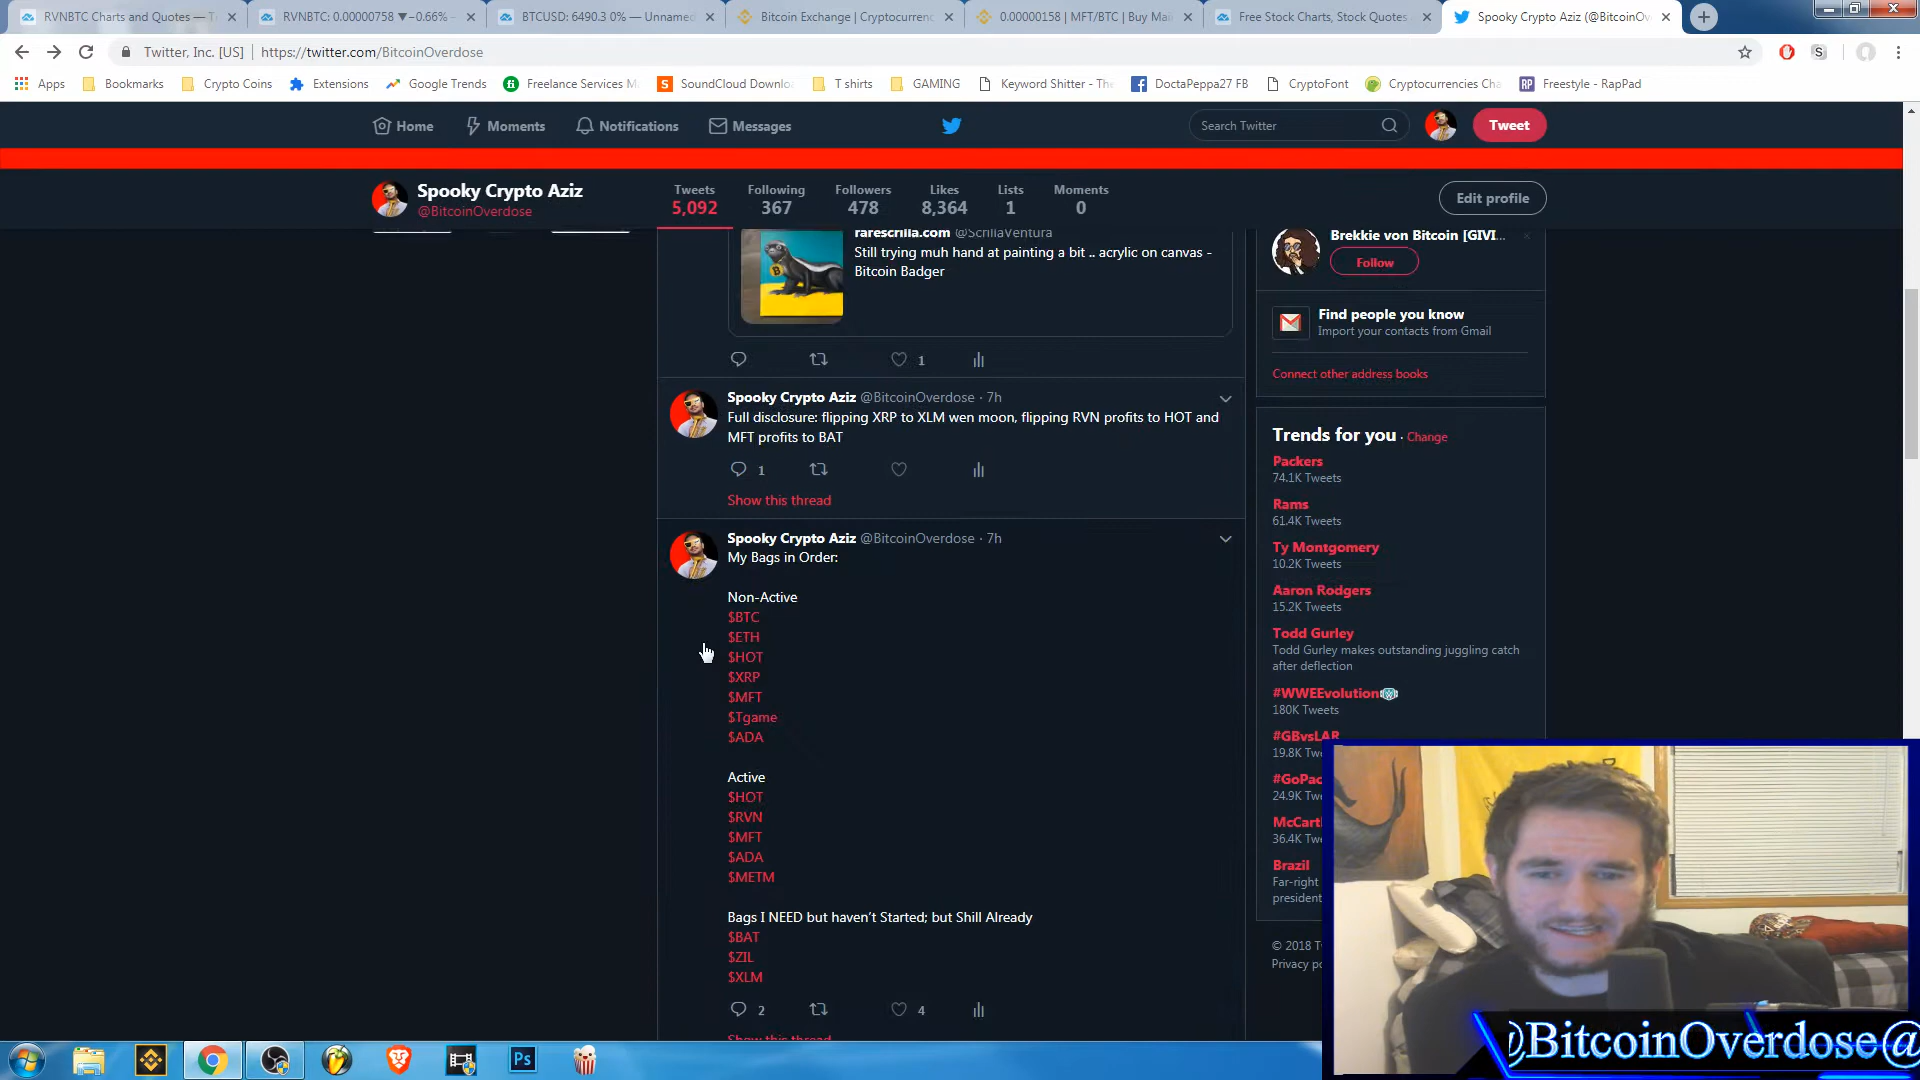 RVNBTC Charts and Quotes — T
RVNBTC: 0.00000758 ▼−0.66%
BTCUSD: 6490.3 0% — Unname
Bitcoin Exchange | Cryptocurren
0.00000158 | MFT/BTC | Buy Mai
Free Stock Charts, Stock Quotes
Spooky Crypto Aziz (@BitcoinOv
Twitter, Inc. [US] | https://twitter.com/BitcoinOverdose
Apps Bookmarks Crypto Coins Extensions Google Trends Freelance Services M SoundCloud Downlo T shirts GAMING Keyword Shitter - The DoctaPeppa27 FB CryptoFont Cryptocurrencies Cha RP Freestyle - RapPad
Home Moments Notifications Messages Search Twitter Tweet
Spooky Crypto Aziz
@BitcoinOverdose
Tweets Following Followers Likes Lists Moments
5,092 367 478 8,364 1 0
Edit profile
rarescrilla.com @ScrillaVentura
Still trying muh hand at painting a bit .. acrylic on canvas -
Bitcoin Badger
1
Spooky Crypto Aziz @BitcoinOverdose · 7h
Full disclosure: flipping XRP to XLM wen moon, flipping RVN profits to HOT and
MFT profits to BAT
1
Show this thread
Spooky Crypto Aziz @BitcoinOverdose · 7h
My Bags in Order:
Non-Active
$BTC
$ETH
$HOT
$XRP
$MFT
$Tgame
$ADA
Active
$HOT
$RVN
$MFT
$ADA
$METM
Bags I NEED but haven't Started; but Shill Already
$BAT
$ZIL
$XLM
2 4
Show this thread
Brekkie von Bitcoin [GIVI...
Follow
Find people you know
Import your contacts from Gmail
Connect other address books
Trends for you · Change
Packers
74.1K Tweets
Rams
61.4K Tweets
Ty Montgomery
10.2K Tweets
Aaron Rodgers
15.2K Tweets
Todd Gurley
Todd Gurley makes outstanding juggling catch
after deflection
#WWEEvolution
180K Tweets
#GBvsLAR
19.8K Twe
#GoPac
24.9K Twe
McCart
36.4K Twe
Brazil
Far-right
president
© 2018 T
Privacy po
Ps
@BitcoinOverdose@